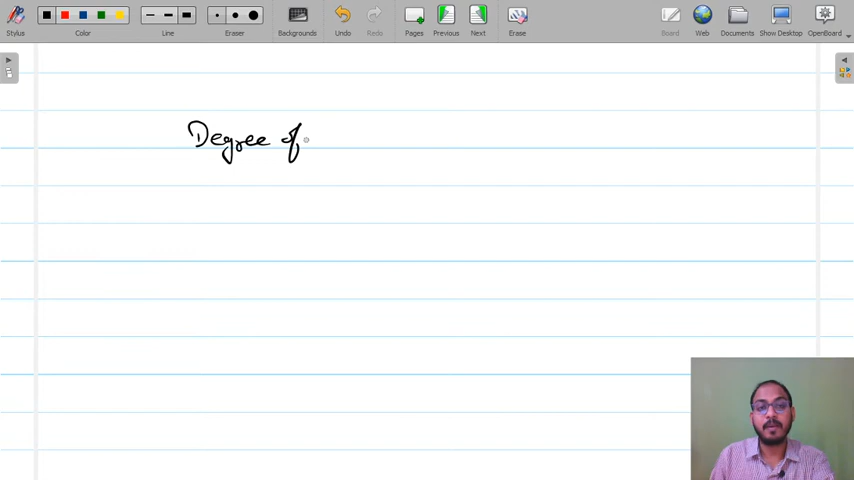 Stylus
Color
Line
Eraser
Backgrounds
Undo
Redo
Pages
Previous
Next
Erase
Board
Web
Documents
Show Desktop
OpenBoard
Degree of